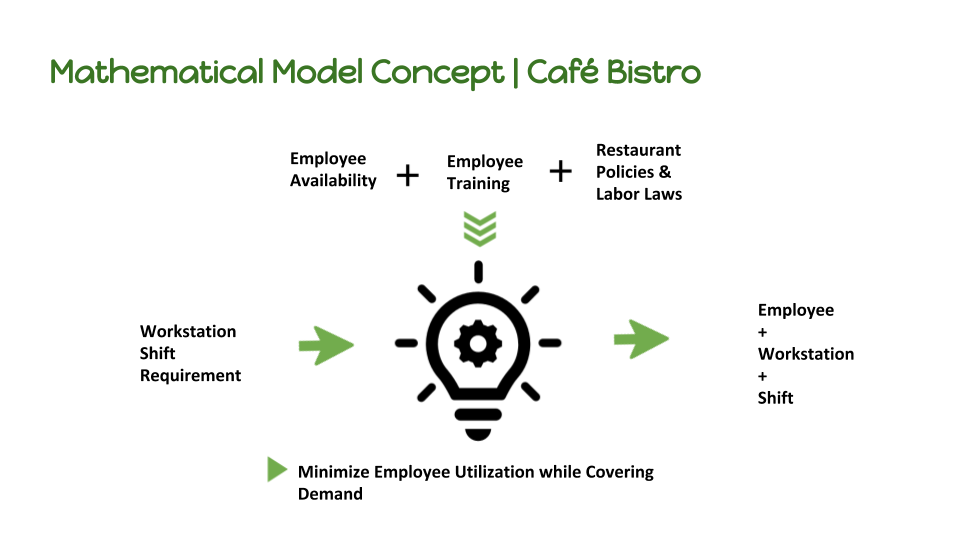 Mathematical Model Concept | Café Bistro
Employee
Availability
+
Employee
Training
+
Restaurant
Policies &
Labor Laws
Workstation
Shift
Requirement
Employee
+
Workstation
+
Shift
Minimize Employee Utilization while Covering
Demand